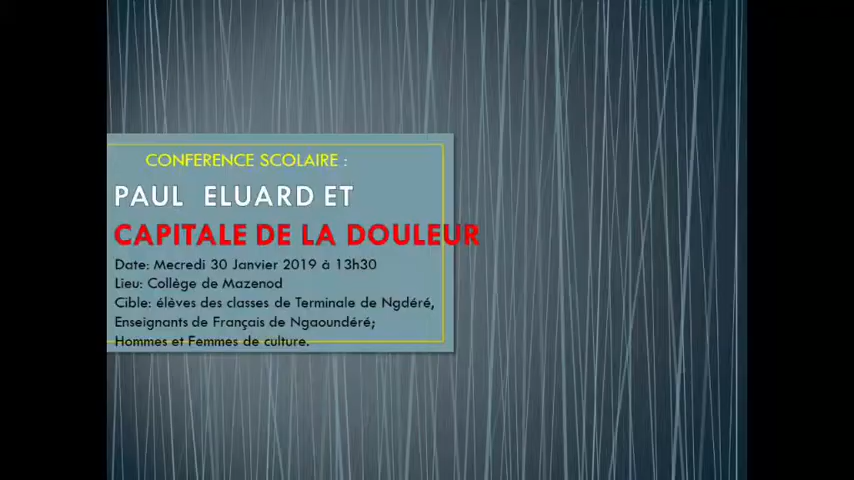 CONFERENCE SCOLAIRE :
PAUL ELUARD ET
CAPITALE DE LA DOULEUR
Date: Mecredi 30 Janvier 2019 à 13h30
Lieu: Collège de Mazenod
Cible: élèves des classes de Terminale de Ngdéré,
Enseignants de Français de Ngaoundéré;
Hommes et Femmes de culture.